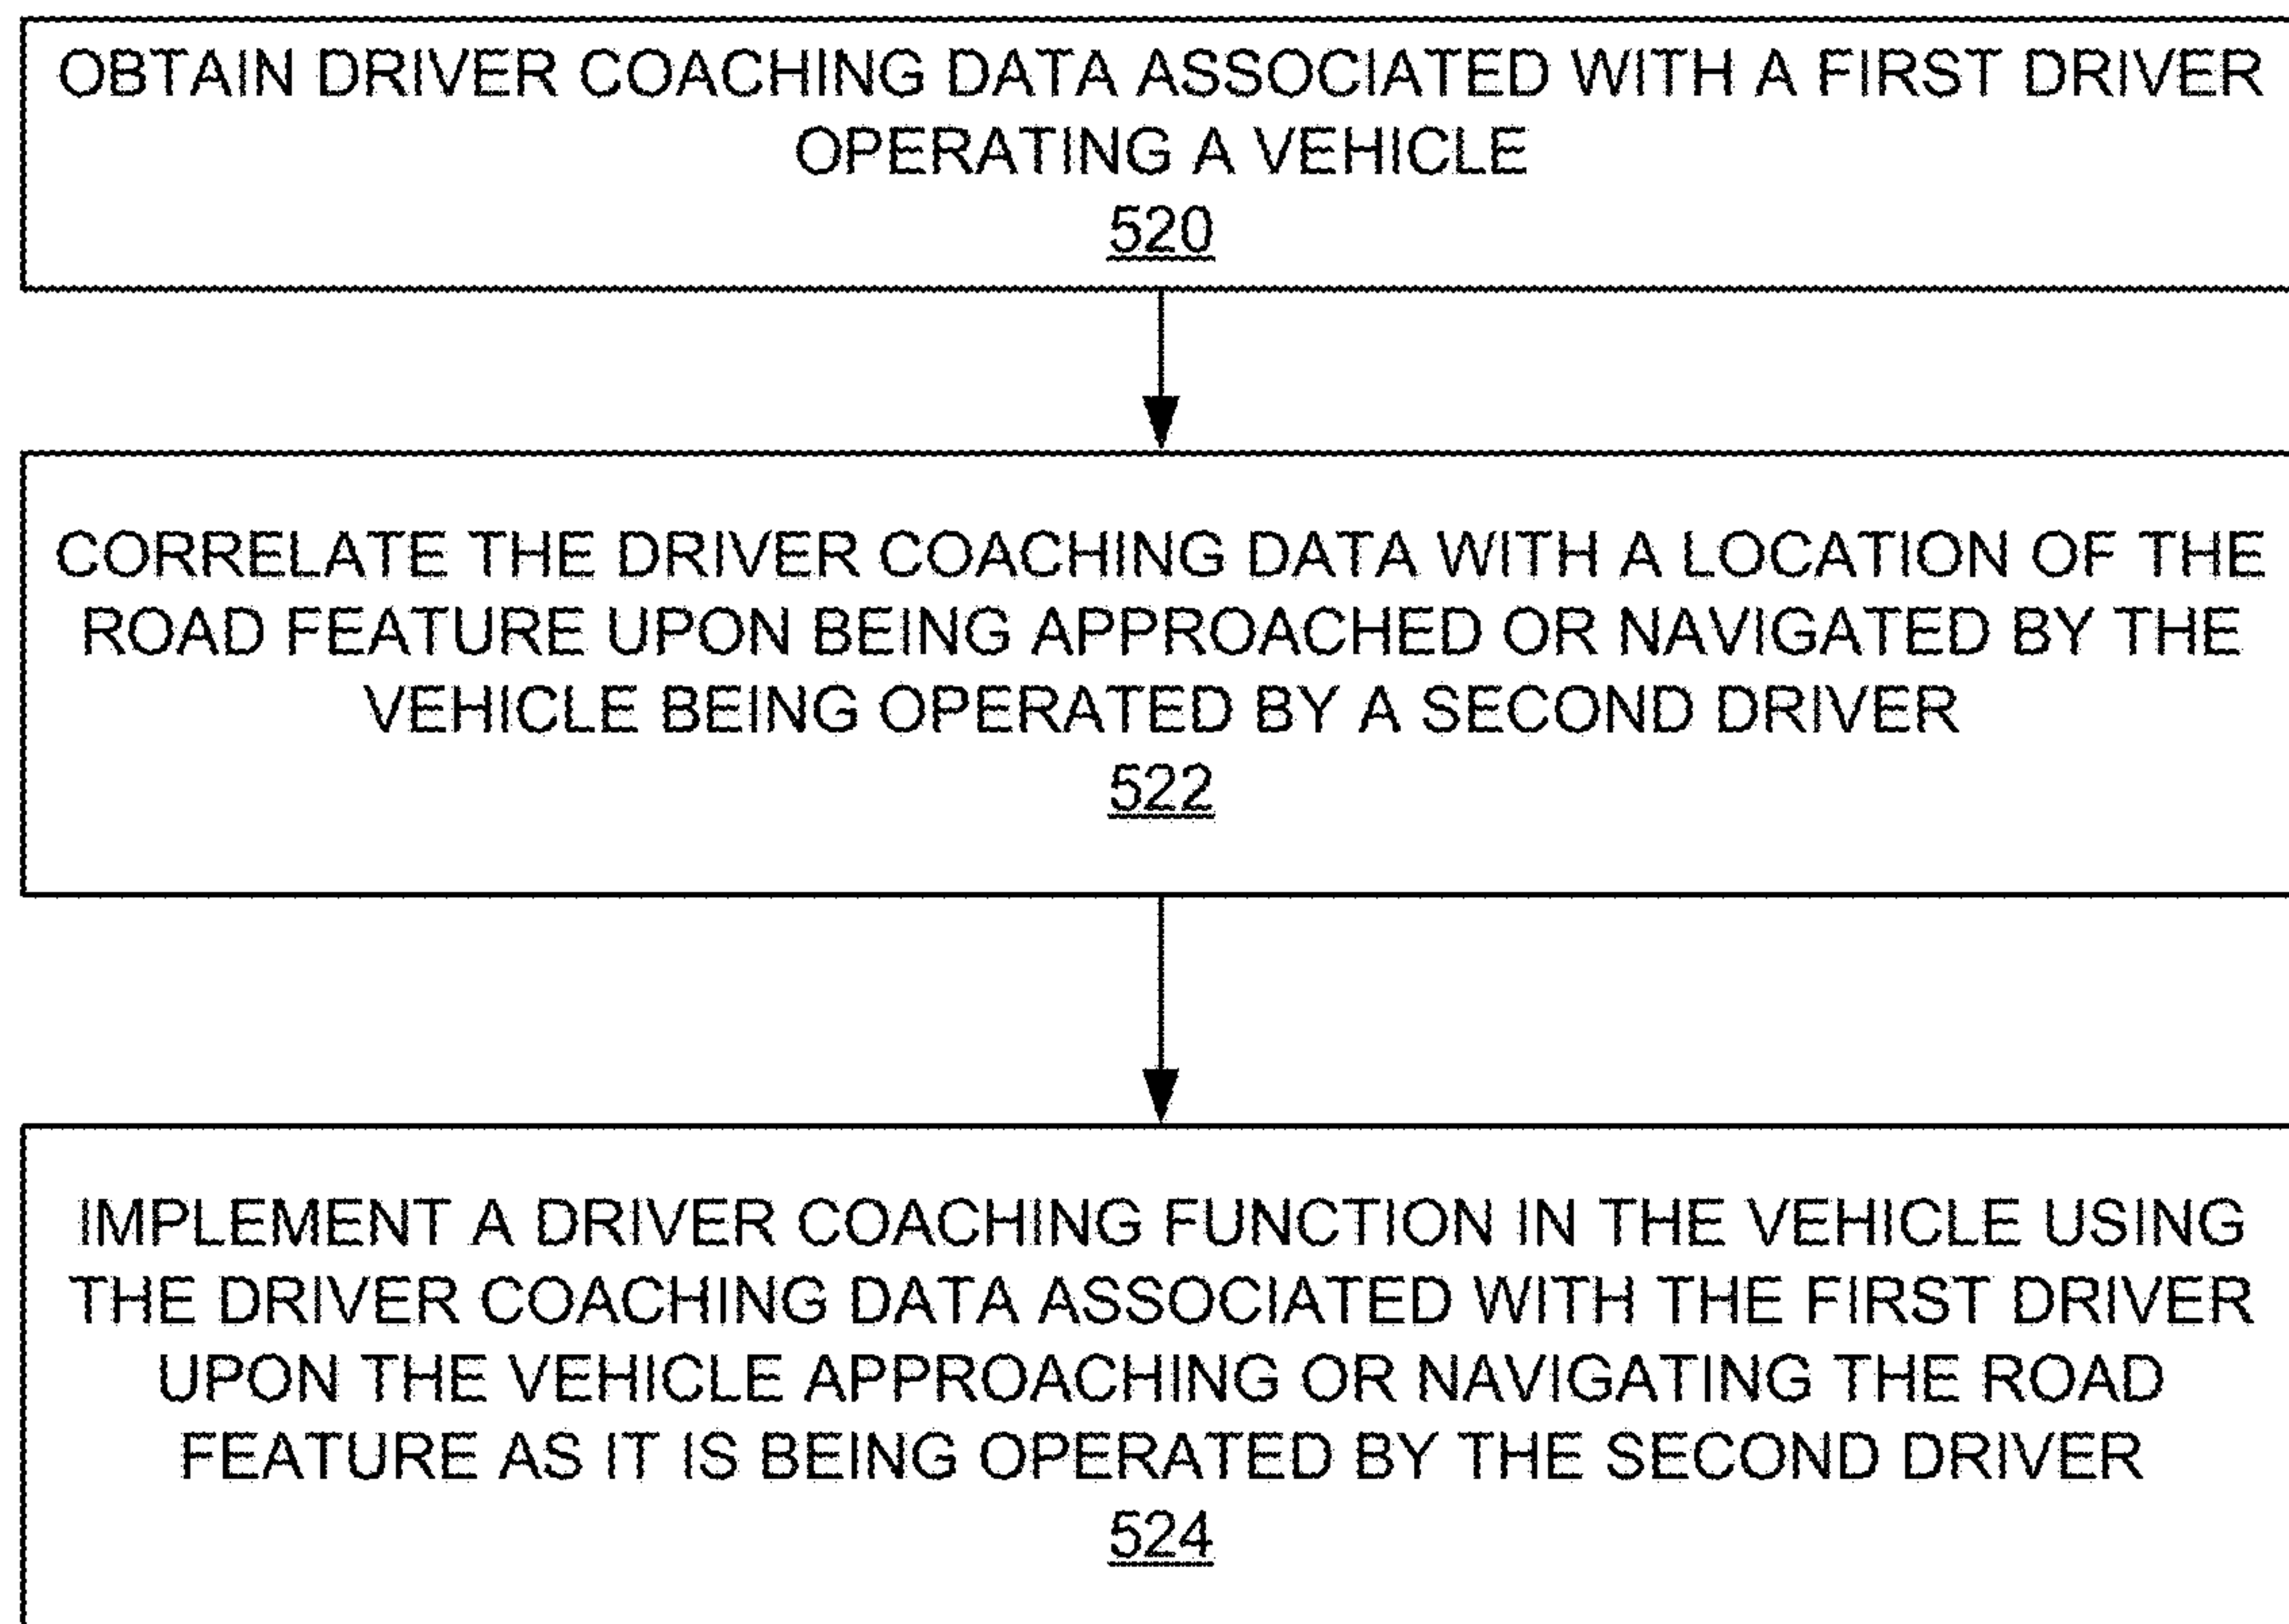 OBTAIN DRIVER COACHING DATA ASSOCIATED WITH A FIRST DRIVER
OPERATING A VEHICLE
520
CORRELATE THE DRIVER COACHING DATA WITH A LOCATION OF THE
ROAD FEATURE UPON BEING APPROACHED OR NAVIGATED BY THE
VEHICLE BEING OPERATED BY A SECOND DRIVER
522
IMPLEMENT A DRIVER COACHING FUNCTION IN THE VEHICLE USING
THE DRIVER COACHING DATA ASSOCIATED WITH THE FIRST DRIVER
UPON THE VEHICLE APPROACHING OR NAVIGATING THE ROAD
FEATURE AS IT IS BEING OPERATED BY THE SECOND DRIVER
524